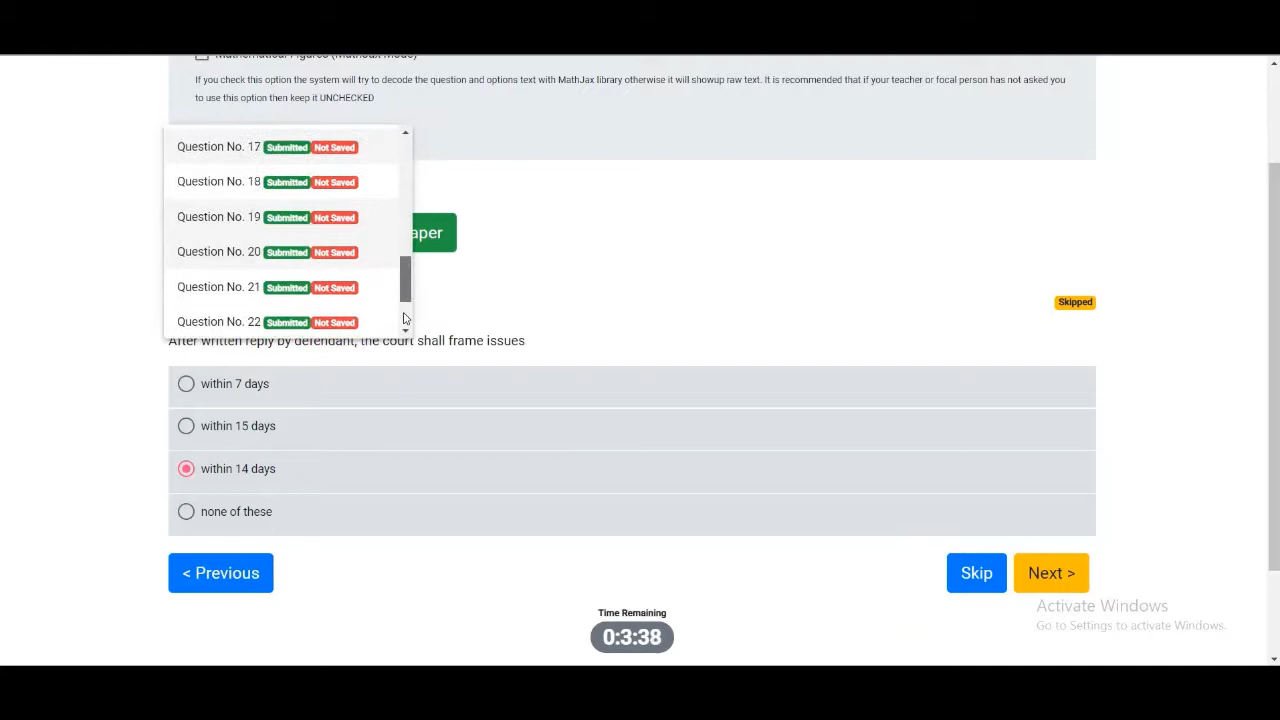 Mathematical Figures (MathJax Mode)
If you check this option the system will try to decode the question and options text with MathJax library otherwise it will showup raw text. It is recommended that if your teacher or focal person has not asked you
to use this option then keep it UNCHECKED
Question No. 17 Submitted Not Saved
Question No. 18 Submitted Not Saved
Question No. 19 Submitted Not Saved
Question No. 20 Submitted Not Saved
Question No. 21 Submitted Not Saved
Question No. 22 Submitted Not Saved
aper
Skipped
After written reply by defendant, the court shall frame issues
within 7 days
within 15 days
within 14 days
none of these
< Previous
Skip
Next >
Time Remaining
0:3:38
Activate Windows
Go to Settings to activate Windows.